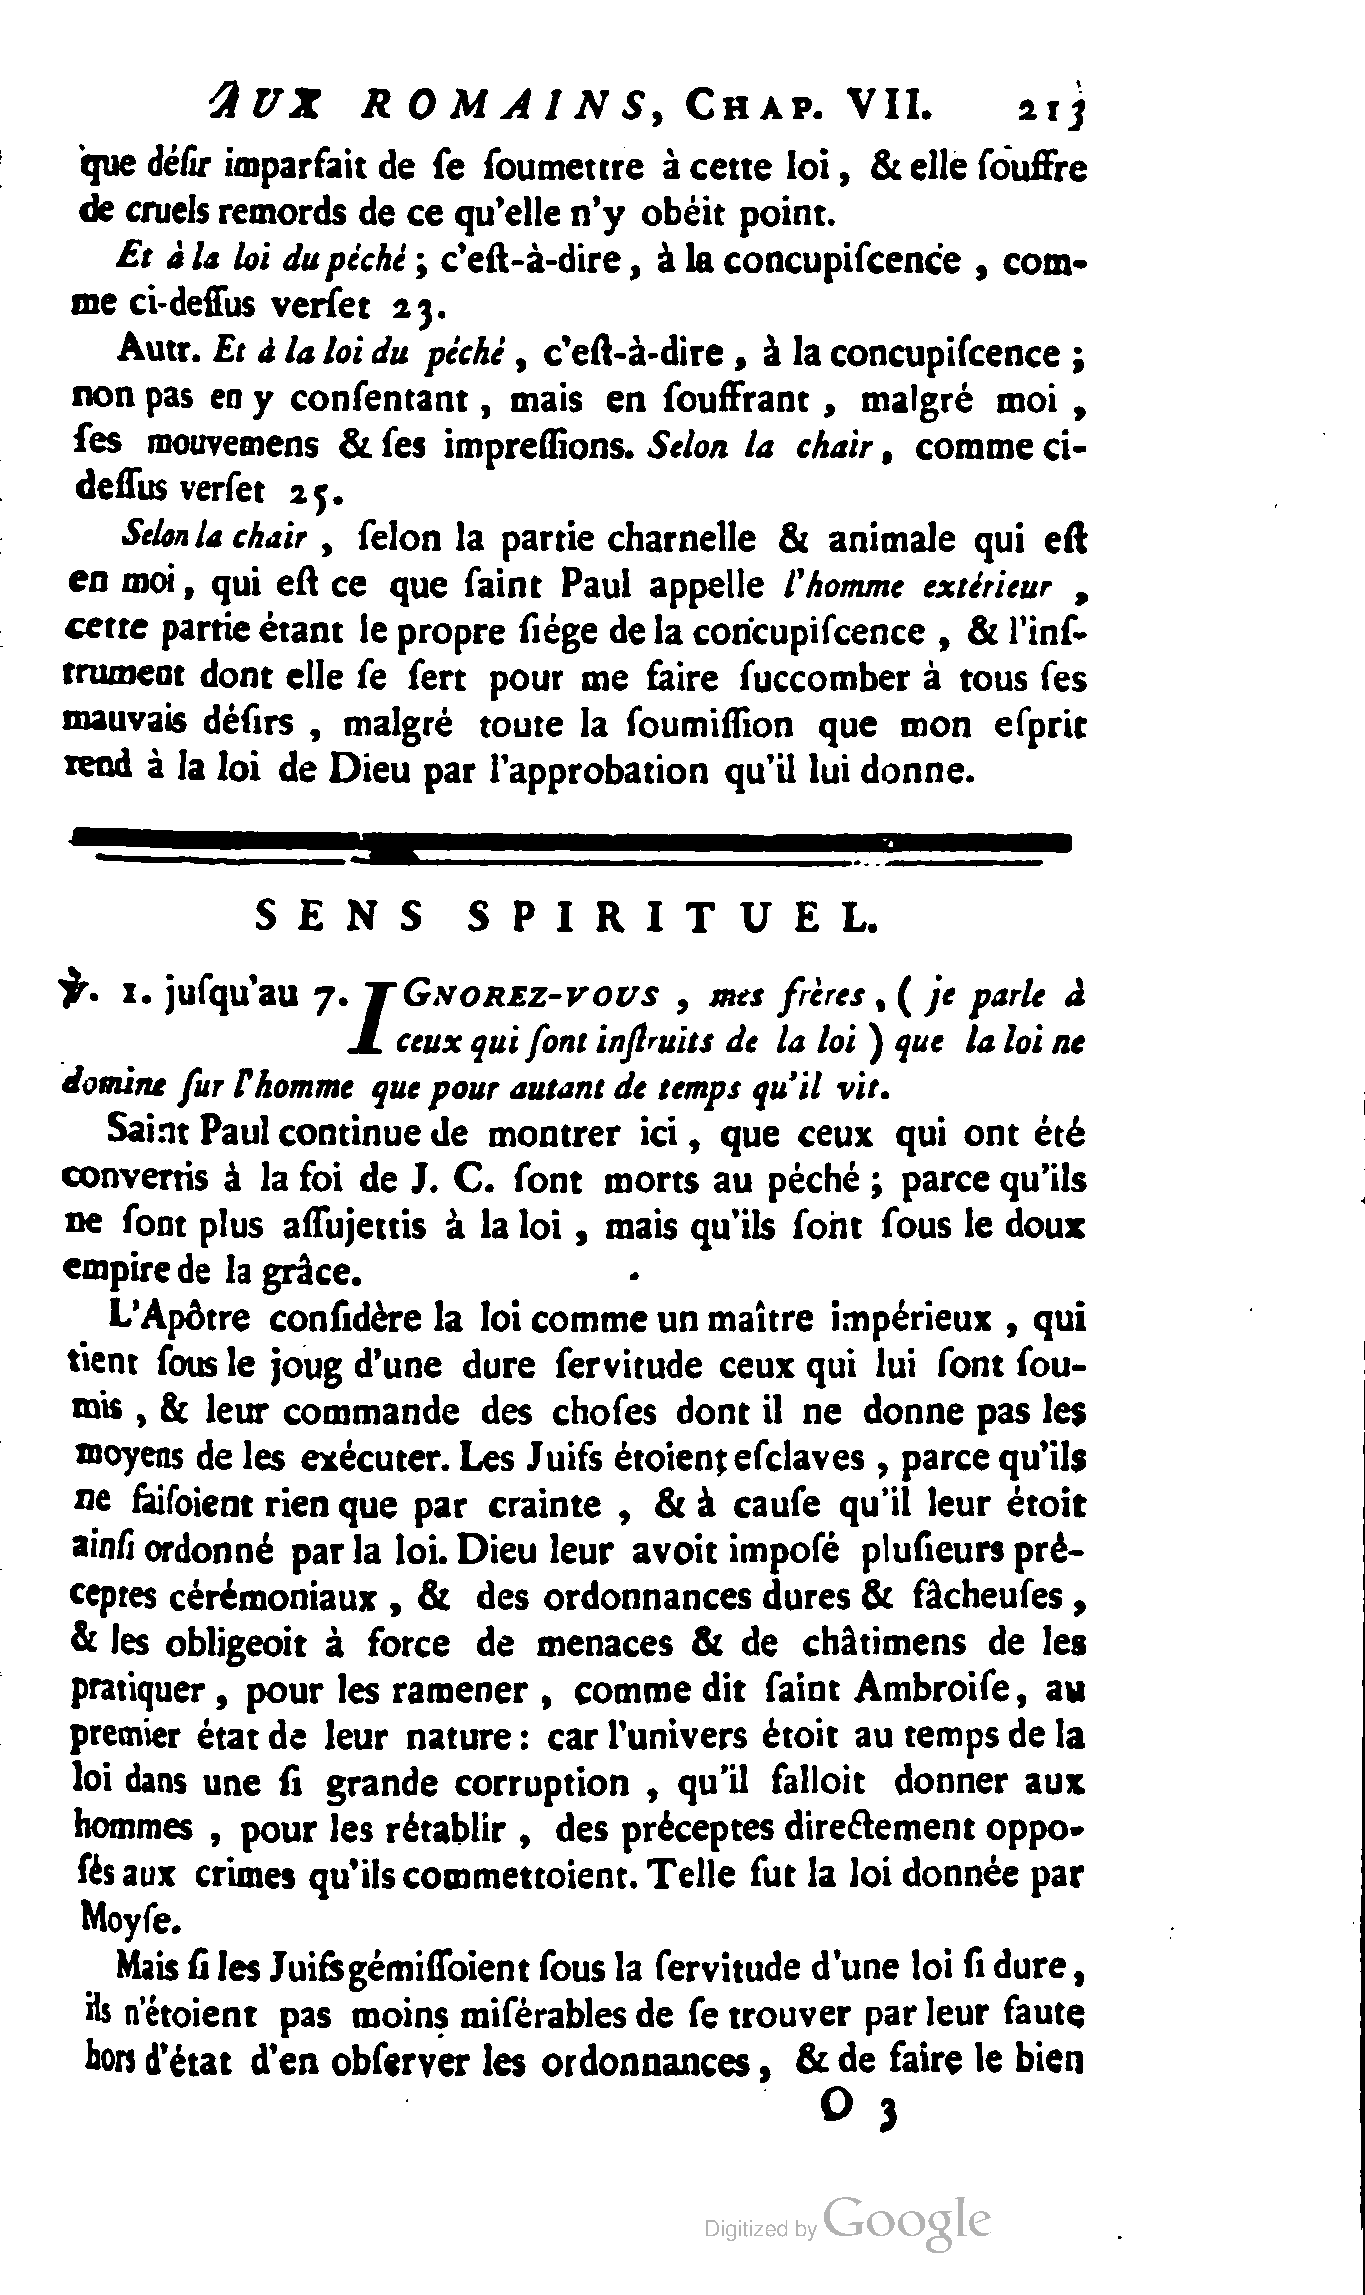 AUX ROMAINS, CHAP. VII. 213
que déſir imparfait de ſe ſoumettre à cette loi, & elle ſouffre
de cruels remords de ce qu'elle n'y obéit point.
Et à la loi du péché ; c'eſt-à-dire, à la concupiſcence, com-
me ci-deſſus verſet 23.
Autr. Et à la loi du péché, c'eſt-à-dire, à la concupiſcence ;
non pas en y conſentant, mais en ſouffrant, malgré moi,
ſes mouvemens & ſes impreſſions. Selon la chair, comme ci-
deſſus verſet 25.
Selon la chair, ſelon la partie charnelle & animale qui eſt
en moi, qui eſt ce que ſaint Paul appelle l'homme extérieur,
cette partie étant le propre ſiége de la concupiſcence, & l'inſ-
trument dont elle ſe ſert pour me faire ſuccomber à tous ſes
mauvais déſirs, malgré toute la ſoumiſſion que mon eſprit
rend à la loi de Dieu par l'approbation qu'il lui donne.
SENS SPIRITUEL.
℣. 1. juſqu'au 7. IGNOREZ-VOUS, mes frères, ( je parle à
ceux qui ſont inſtruits de la loi ) que la loi ne
domine ſur l'homme que pour autant de temps qu'il vit.
Saint Paul continue de montrer ici, que ceux qui ont été
convertis à la foi de J. C. ſont morts au péché ; parce qu'ils
ne ſont plus aſſujettis à la loi, mais qu'ils ſont ſous le doux
empire de la grâce.
L'Apôtre conſidère la loi comme un maître impérieux, qui
tient ſous le joug d'une dure ſervitude ceux qui lui ſont ſou-
mis, & leur commande des choſes dont il ne donne pas les
moyens de les exécuter. Les Juifs étoient eſclaves, parce qu'ils
ne faiſoient rien que par crainte, & à cauſe qu'il leur étoit
ainſi ordonné par la loi. Dieu leur avoit impoſé pluſieurs pré-
ceptes cérémoniaux, & des ordonnances dures & fâcheuſes,
& les obligeoit à force de menaces & de châtimens de les
pratiquer, pour les ramener, comme dit ſaint Ambroiſe, au
premier état de leur nature : car l'univers étoit au temps de la
loi dans une ſi grande corruption, qu'il falloit donner aux
hommes, pour les rétablir, des préceptes directement oppo-
ſés aux crimes qu'ils commettoient. Telle fut la loi donnée par
Moyſe.
Mais ſi les Juifs gémiſſoient ſous la ſervitude d'une loi ſi dure,
ils n'étoient pas moins miſérables de ſe trouver par leur faute
hors d'état d'en obſerver les ordonnances, & de faire le bien
O 3
Digitized by Google